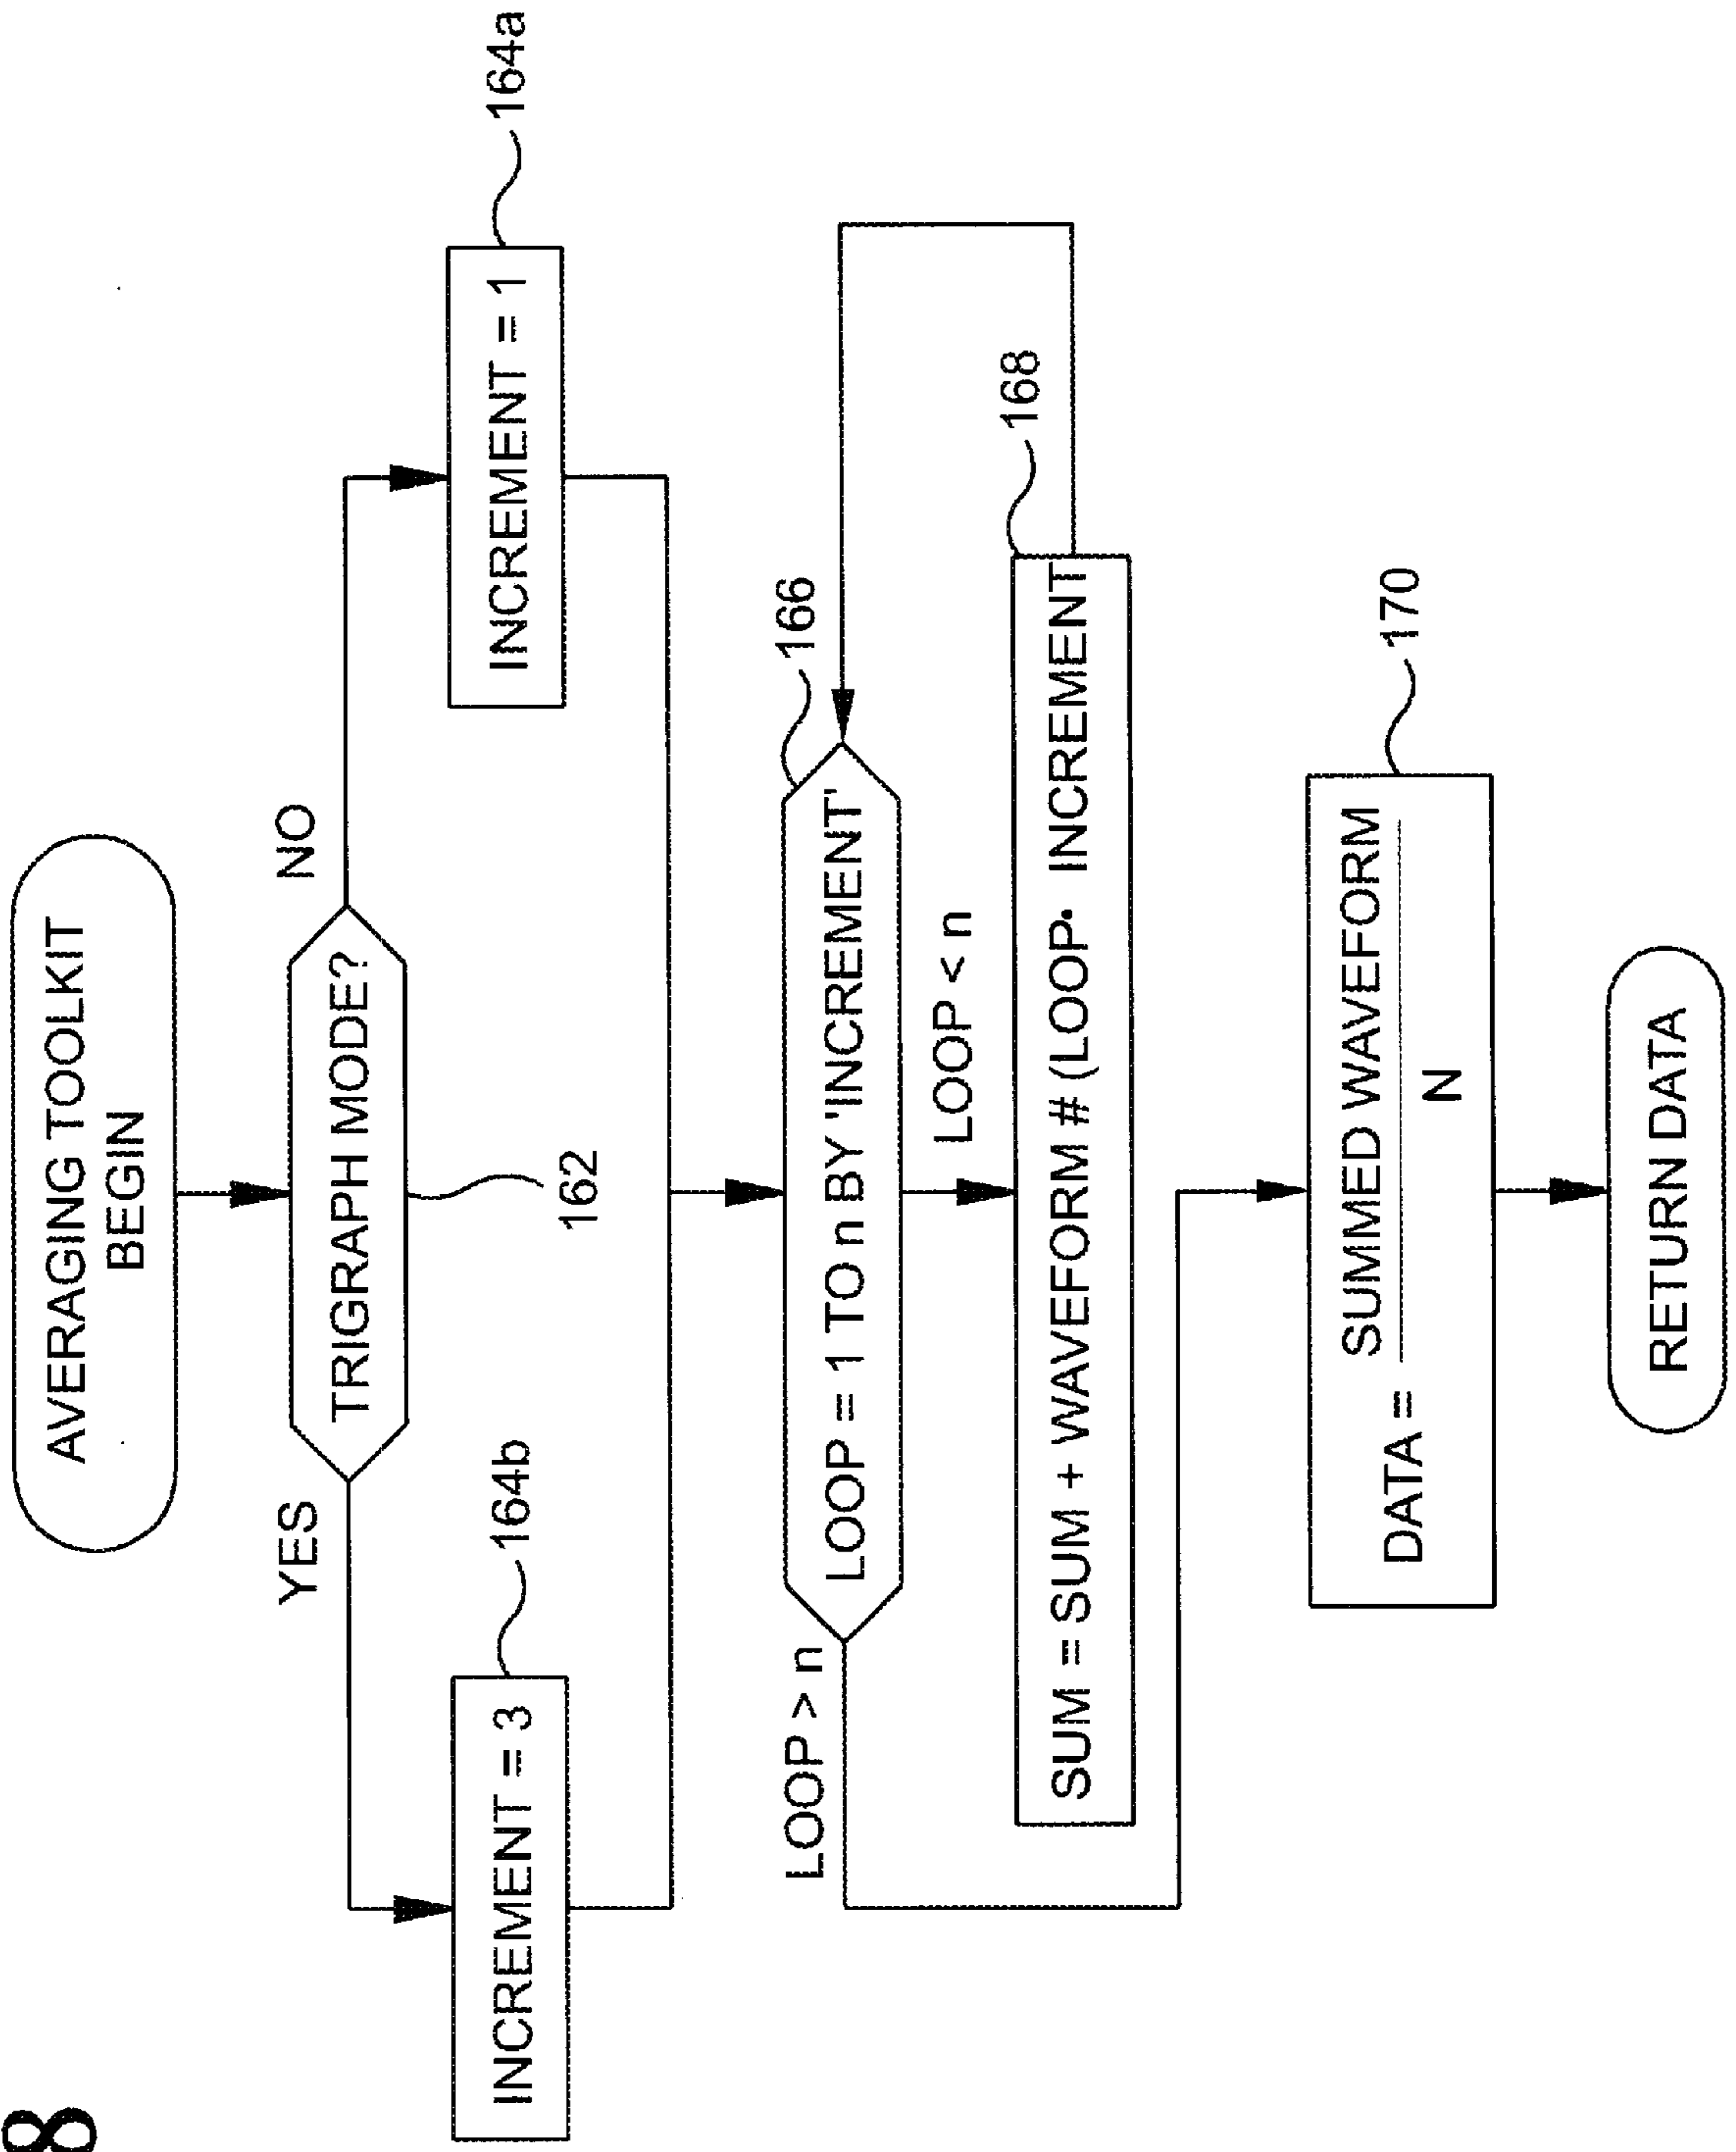 8
AVERAGING TOOLKIT
BEGIN
YES
NO
TRIGRAPH MODE?
162
INCREMENT = 3
164b
INCREMENT = 1
164a
LOOP > n
LOOP = 1 TO n BY 'INCREMENT'
166
LOOP < n
168
SUM = SUM + WAVEFORM # (LOOP• INCREMENT
DATA = SUMMED WAVEFORM
N
170
RETURN DATA